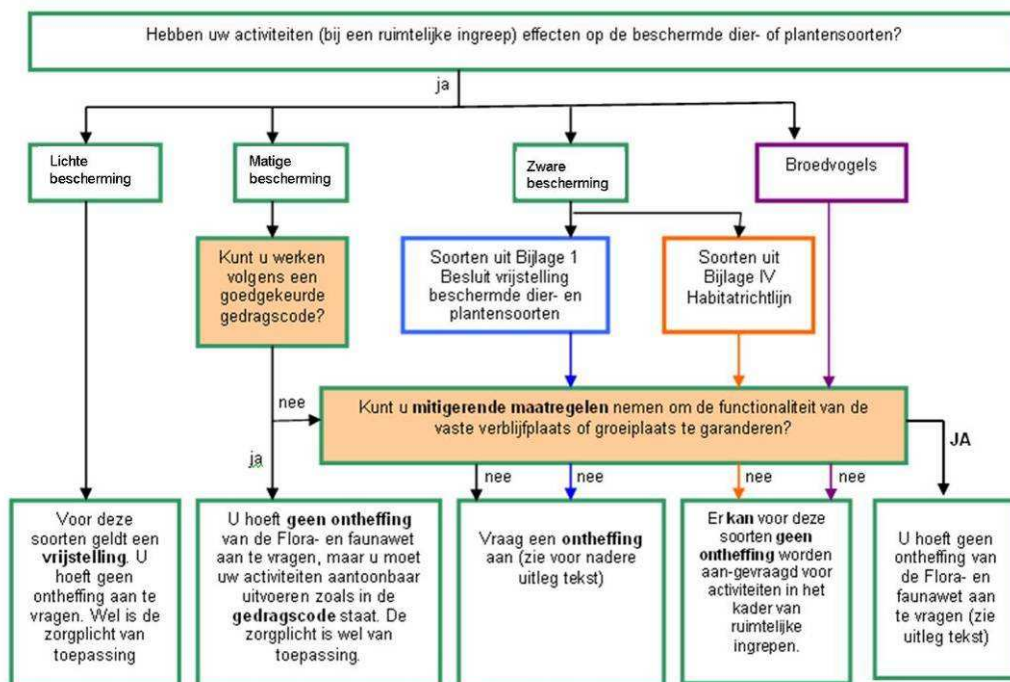 Hebben uw activiteiten (bij een ruimtelijke ingreep) effecten op de beschermde dier- of plantensoorten?
ja
Lichte
bescherming
Matige
bescherming
Zware
bescherming
Broedvogels
Kunt u werken
volgens een
goedgekeurde
gedragscode?
Soorten uit Bijlage 1
Besluit vrijstelling
beschermde dier- en
plantensoorten
Soorten uit
Bijlage IV
Habitatrichtlijn
nee
Kunt u mitigerende maatregelen nemen om de functionaliteit van de
vaste verblijfplaats of groeiplaats te garanderen?
JA
ja
nee
nee
nee
nee
Voor deze
soorten geldt een
vrijstelling. U
hoeft geen
ontheffing aan te
vragen. Wel is de
zorgplicht van
toepassing
U hoeft geen ontheffing
van de Flora- en faunawet
aan te vragen, maar u moet
uw activiteiten aantoonbaar
uitvoeren zoals in de
gedragscode staat. De
zorgplicht is wel van
toepassing.
Vraag een ontheffing
aan (zie voor nadere
uitleg tekst)
Er kan voor deze
soorten geen
ontheffing worden
aan-gevraagd voor
activiteiten in het
kader van
ruimtelijke
ingrepen.
U hoeft geen
ontheffing van
de Flora- en
faunawet aan
te vragen (zie
uitleg tekst)